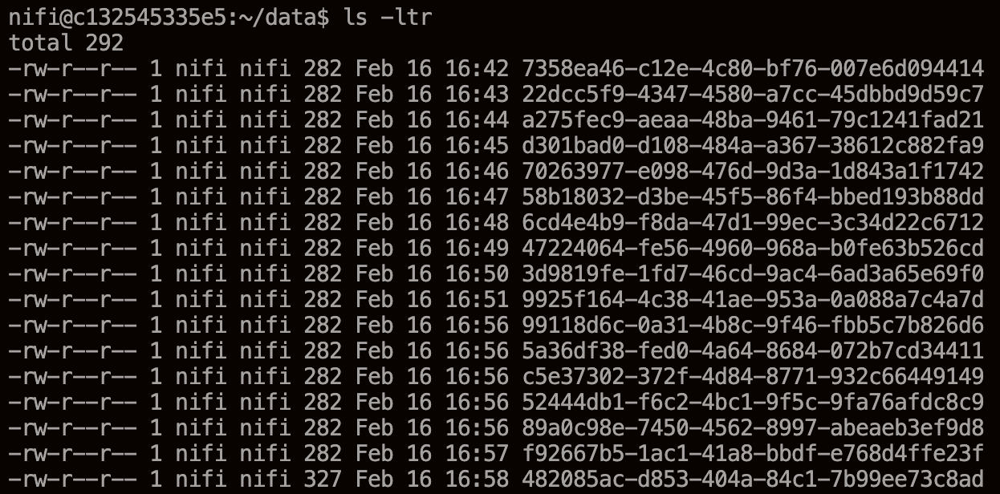 nifi@c132545335e5:~/data$ ls -ltr
total 292
-rw-r--r-- 1 nifi nifi 282 Feb 16 16:42 7358ea46-c12e-4c80-bf76-007e6d094414
-rw-r--r-- 1 nifi nifi 282 Feb 16 16:43 22dcc5f9-4347-4580-a7cc-45dbbd9d59c7
-rw-r--r-- 1 nifi nifi 282 Feb 16 16:44 a275fec9-aeaa-48ba-9461-79c1241fad21
-rw-r--r-- 1 nifi nifi 282 Feb 16 16:45 d301bad0-d108-484a-a367-38612c882fa9
-rw-r--r-- 1 nifi nifi 282 Feb 16 16:46 70263977-e098-476d-9d3a-1d843a1f1742
-rw-r--r-- 1 nifi nifi 282 Feb 16 16:47 58b18032-d3be-45f5-86f4-bbed193b88dd
-rw-r--r-- 1 nifi nifi 282 Feb 16 16:48 6cd4e4b9-f8da-47d1-99ec-3c34d22c6712
-rw-r--r-- 1 nifi nifi 282 Feb 16 16:49 47224064-fe56-4960-968a-b0fe63b526cd
-rw-r--r-- 1 nifi nifi 282 Feb 16 16:50 3d9819fe-1fd7-46cd-9ac4-6ad3a65e69f0
-rw-r--r-- 1 nifi nifi 282 Feb 16 16:51 9925f164-4c38-41ae-953a-0a088a7c4a7d
-rw-r--r-- 1 nifi nifi 282 Feb 16 16:56 99118d6c-0a31-4b8c-9f46-fbb5c7b826d6
-rw-r--r-- 1 nifi nifi 282 Feb 16 16:56 5a36df38-fed0-4a64-8684-072b7cd34411
-rw-r--r-- 1 nifi nifi 282 Feb 16 16:56 c5e37302-372f-4d84-8771-932c66449149
-rw-r--r-- 1 nifi nifi 282 Feb 16 16:56 52444db1-f6c2-4bc1-9f5c-9fa76afdc8c9
-rw-r--r-- 1 nifi nifi 282 Feb 16 16:56 89a0c98e-7450-4562-8997-abeaeb3ef9d8
-rw-r--r-- 1 nifi nifi 282 Feb 16 16:57 f92667b5-1ac1-41a8-bbdf-e768d4ffe23f
-rw-r--r-- 1 nifi nifi 327 Feb 16 16:58 482085ac-d853-404a-84c1-7b99ee73c8ad